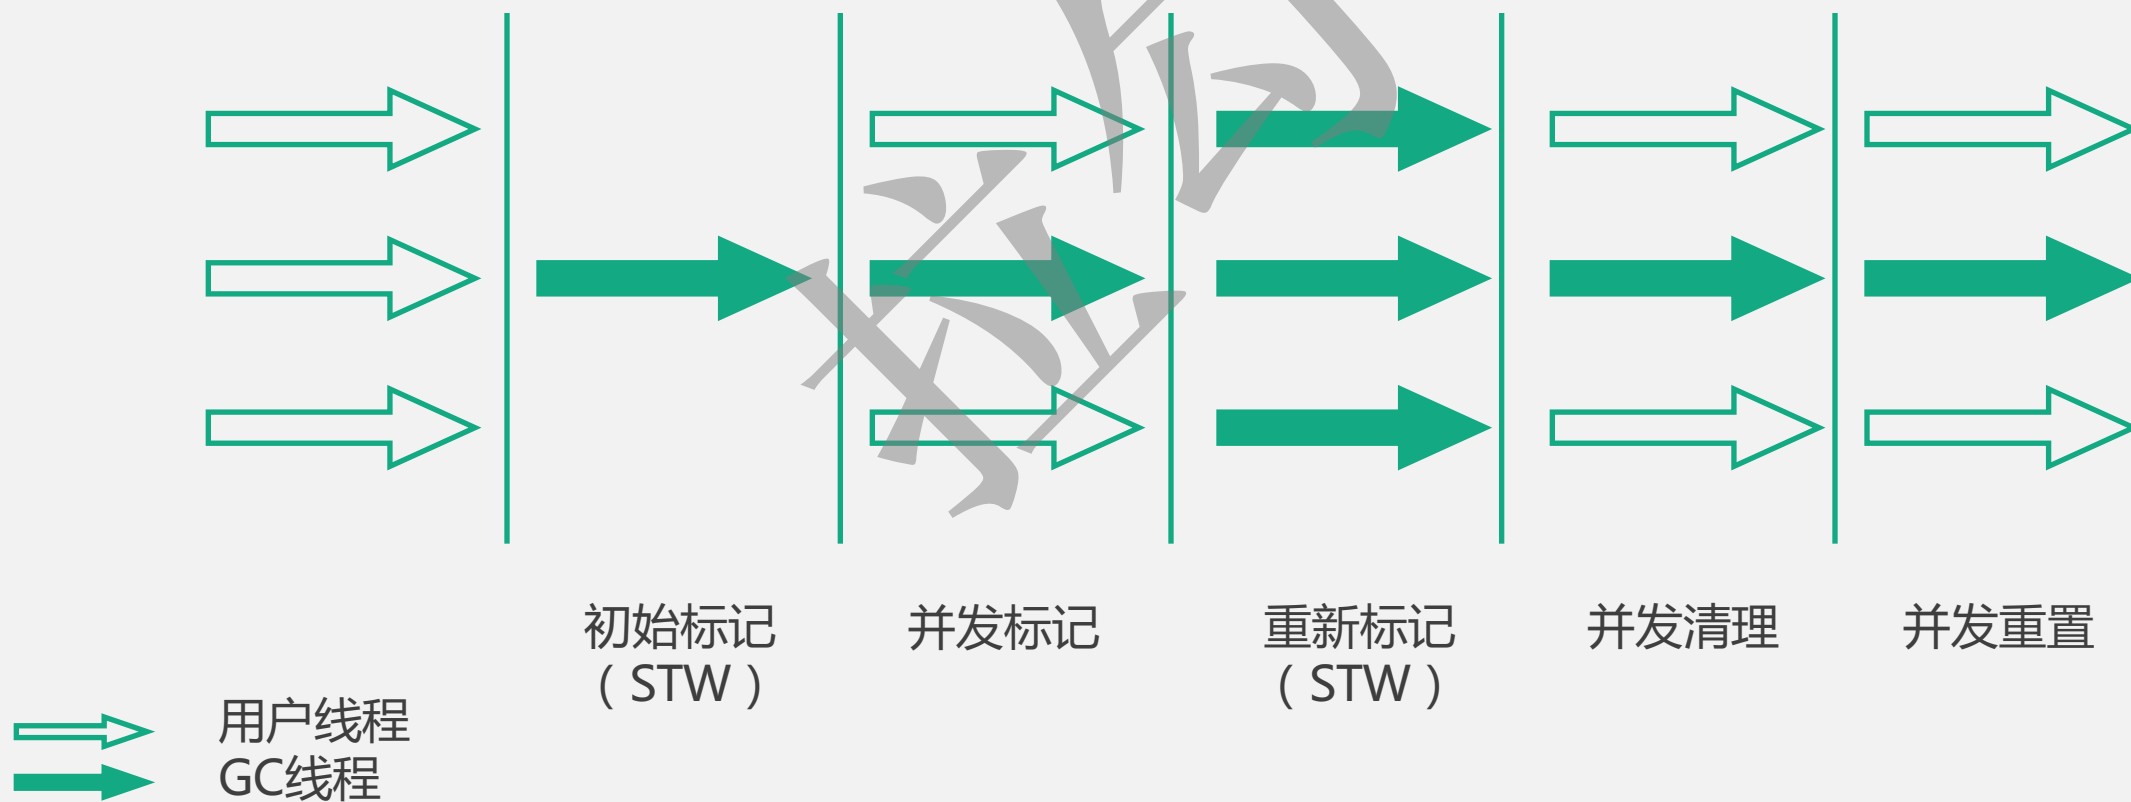 初始标记
（STW）
并发标记
重新标记
（STW）
并发清理
并发重置
用户线程
GC线程